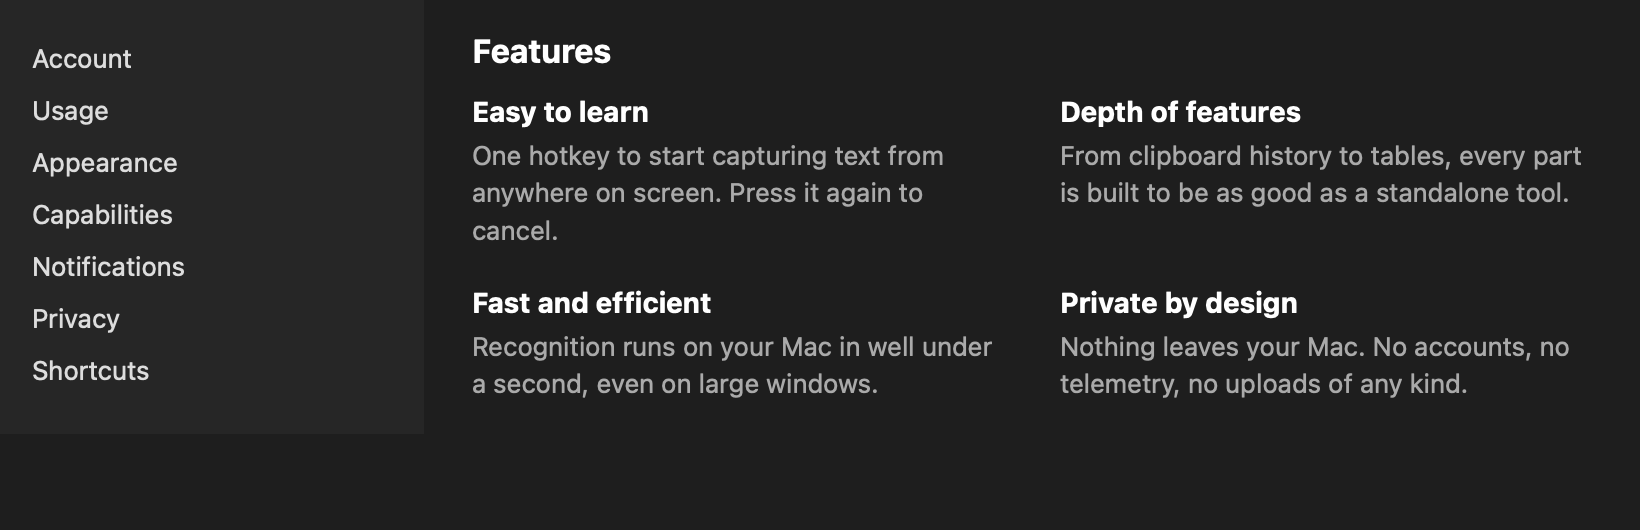 Account
Usage
Appearance
Capabilities
Notifications
Privacy
Shortcuts
Features
Easy to learn
One hotkey to start capturing text from
anywhere on screen. Press it again to
cancel.
Depth of features
From clipboard history to tables, every part
is built to be as good as a standalone tool.
Fast and efficient
Recognition runs on your Mac in well under
a second, even on large windows.
Private by design
Nothing leaves your Mac. No accounts, no
telemetry, no uploads of any kind.